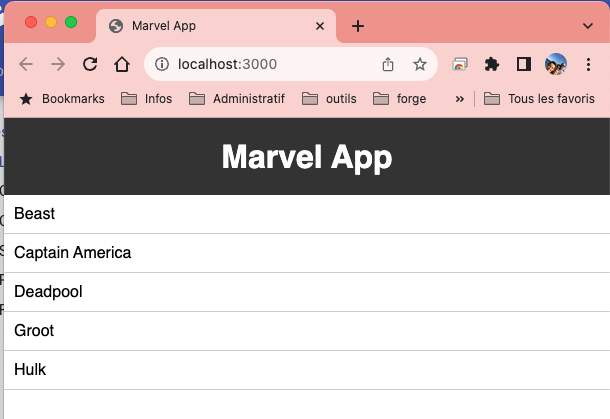 Marvel App
localhost:3000
Bookmarks Infos Administratif outils forge » Tous les favoris
Marvel App
Beast
Captain America
Deadpool
Groot
Hulk